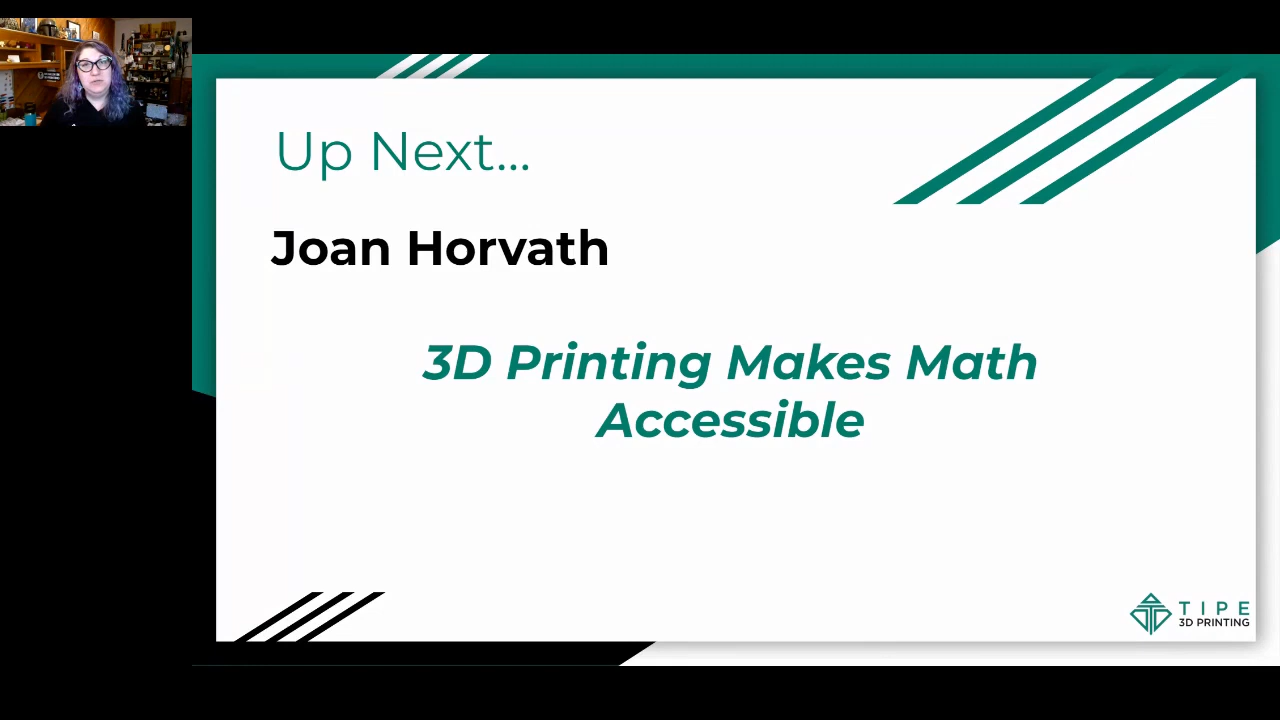 Up Next...
Joan Horvath
3D Printing Makes Math
Accessible
TIPE
3D PRINTING